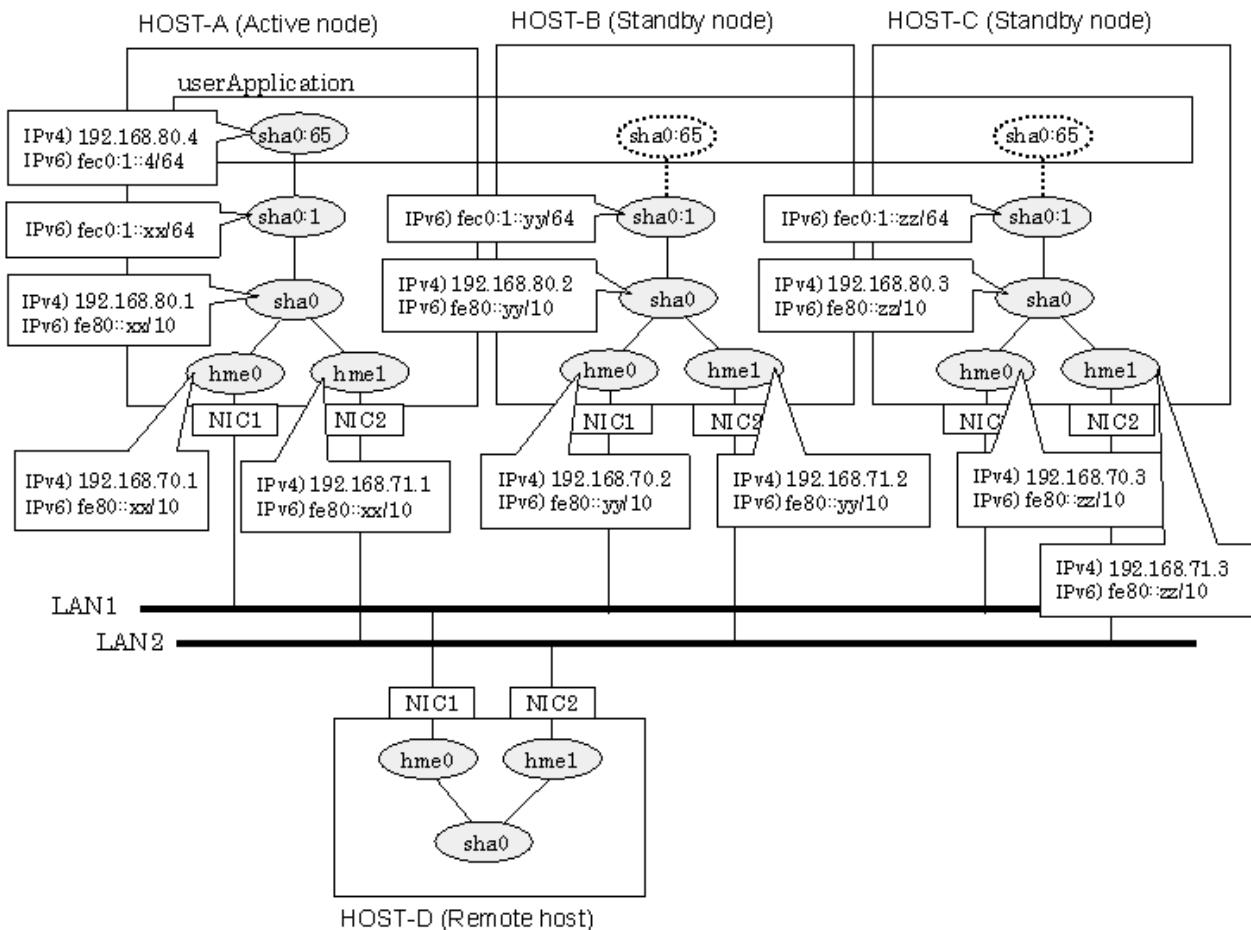 HOST-A (Active node)
HOST-B (Standby node)
HOST-C (Standby node)
userApplication
IPv4) 192.168.80.4
IPv6) fec0:1::4/64
sha0:65
sha0:65
sha0:65
IPv6) fec0:1::xx/64
sha0:1
IPv6) fec0:1::yy/64
sha0:1
IPv6) fec0:1::zz/64
sha0:1
IPv4) 192.168.80.1
IPv6) fe80::xx/10
sha0
IPv4) 192.168.80.2
IPv6) fe80::yy/10
sha0
IPv4) 192.168.80.3
IPv6) fe80::zz/10
sha0
hme0
hme1
hme0
hme1
hme0
hme1
NIC1
NIC2
NIC1
NIC2
NIC
NIC2
IPv4) 192.168.70.1
IPv6) fe80::xx/10
IPv4) 192.168.71.1
IPv6) fe80::xx/10
IPv4) 192.168.70.2
IPv6) fe80::yy/10
IPv4) 192.168.71.2
IPv6) fe80::yy/10
IPv4) 192.168.70.3
IPv6) fe80::zz/10
IPv4) 192.168.71.3
IPv6) fe80::zz/10
LAN1
LAN2
NIC1
NIC2
hme0
hme1
sha0
HOST-D (Remote host)